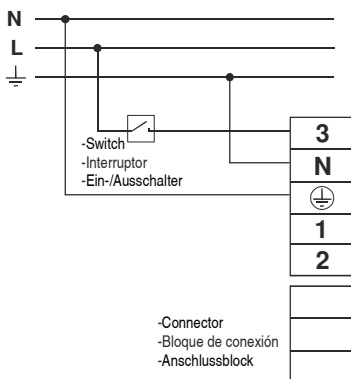 N
L
3
-Switch
-Interruptor
-Ein-/Ausschalter
N
1
2
-Connector
-Bloque de conexión
-Anschlussblock